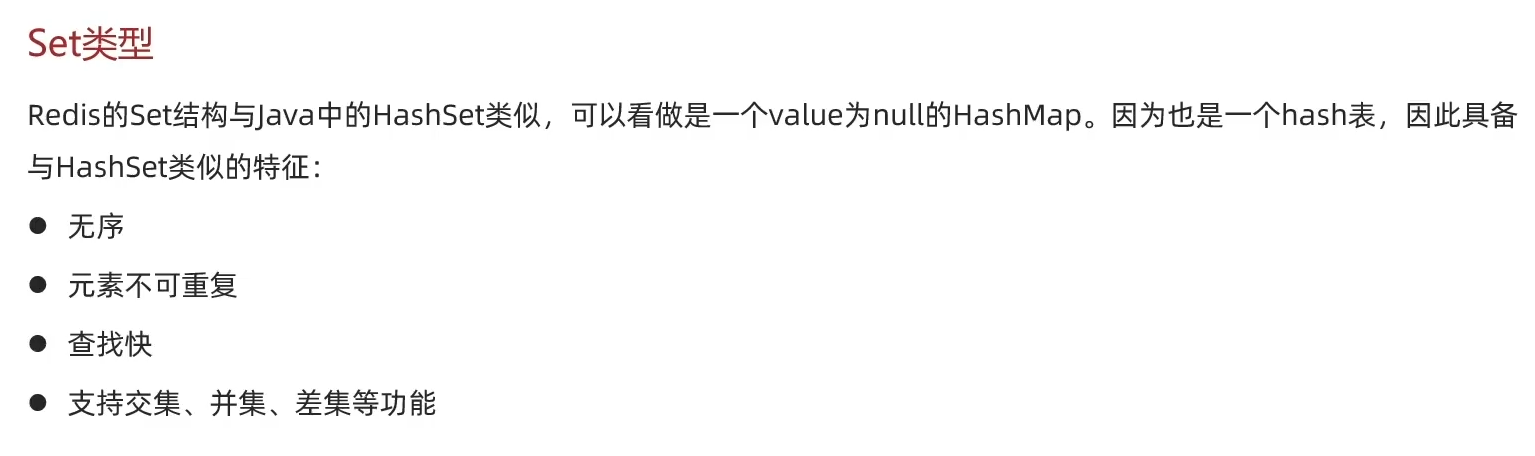 Set类型
Redis的Set结构与Java中的HashSet类似，可以看做是一个value为null的HashMap。因为也是一个hash表，因此具备
与HashSet类似的特征：
● 无序
● 元素不可重复
● 查找快
● 支持交集、并集、差集等功能